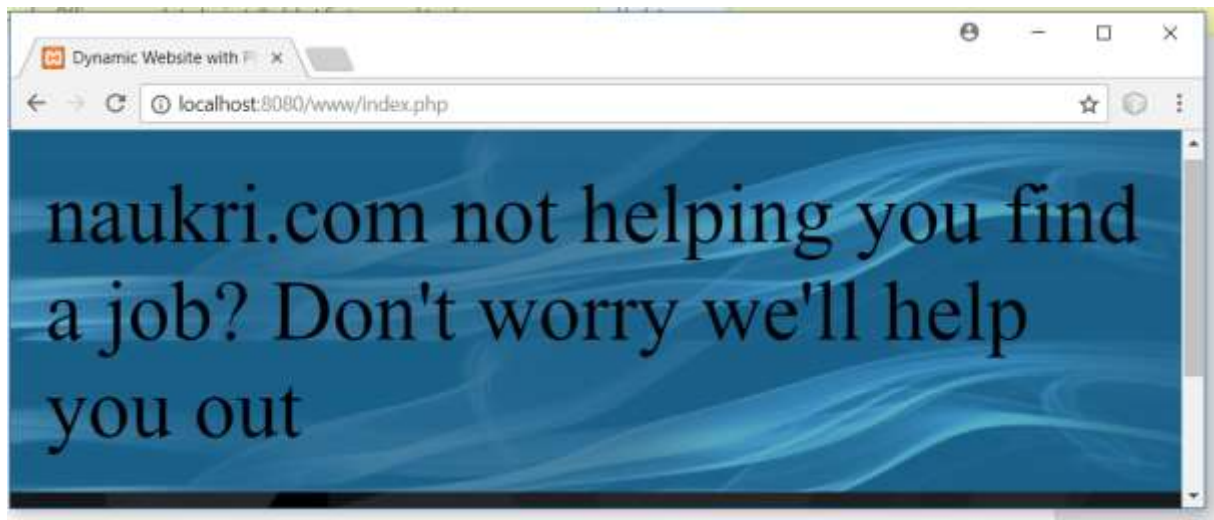 Dynamic Website with
localhost:8080/www/index.php
naukri.com not helping you find
a job? Don't worry we'll help
you out